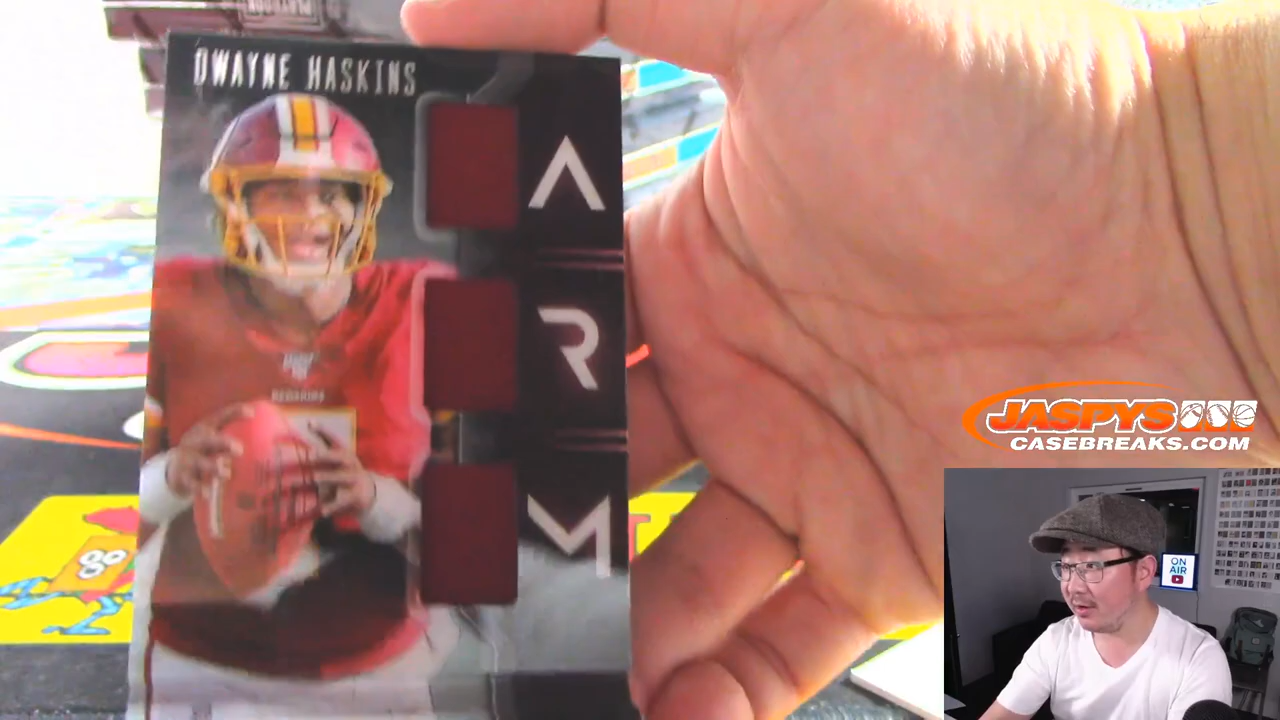 DWAYNE HASKINS
A
R
M
REDSKINS
JASPYS
CASEBREAKS.COM
ON
AIR